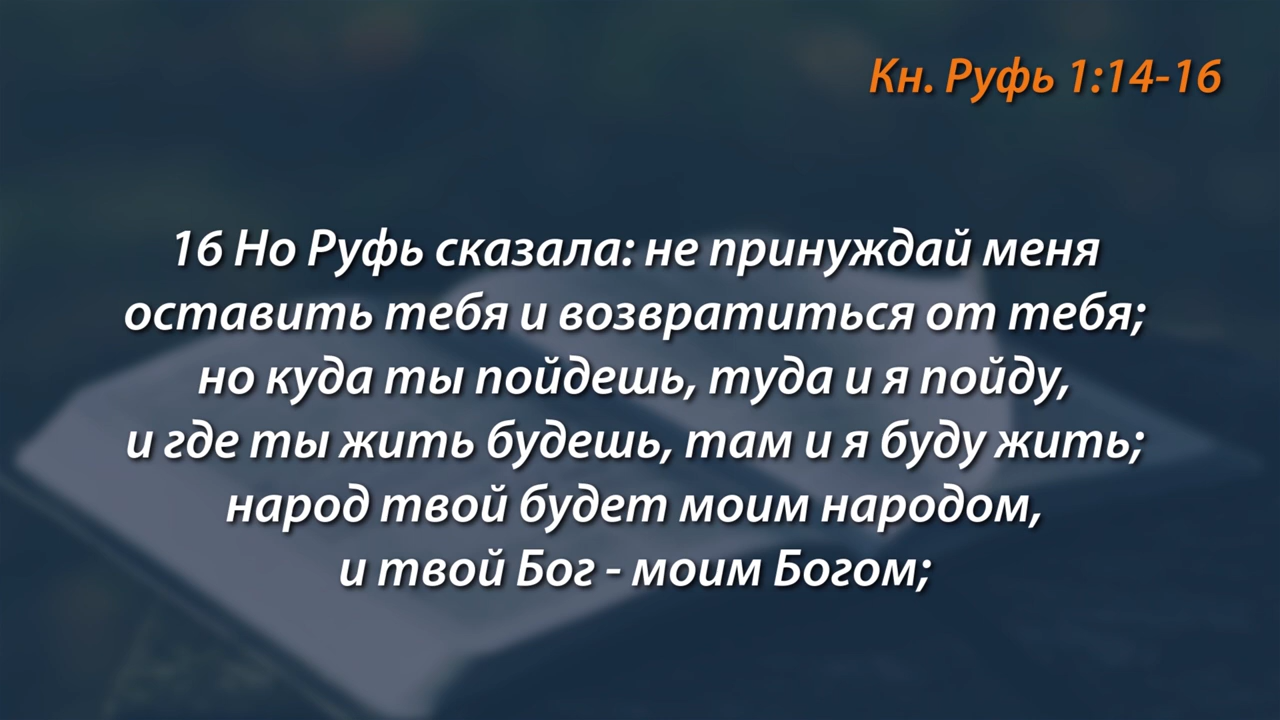 Кн. Руфь 1:14-16
16 Но Руфь сказала: не принуждай меня
оставить тебя и возвратиться от тебя;
но куда ты пойдешь, туда и я пойду,
и где ты жить будешь, там и я буду жить;
народ твой будет моим народом,
и твой Бог - моим Богом;